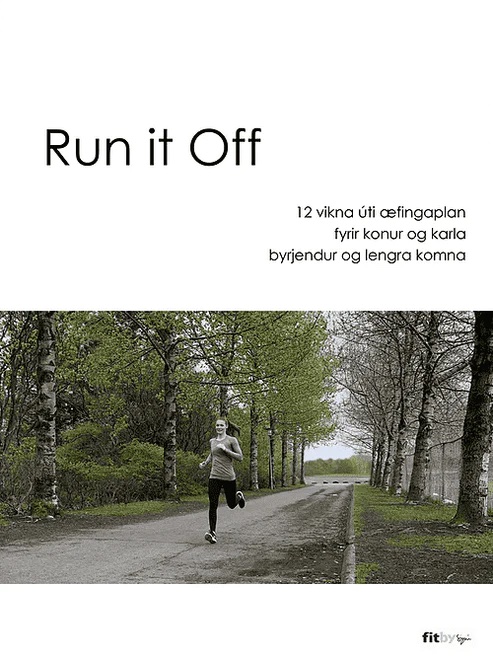 Run it Off
12 vikna úti æfingaplan
fyrir konur og karla
byrjendur og lengra komna
fitby